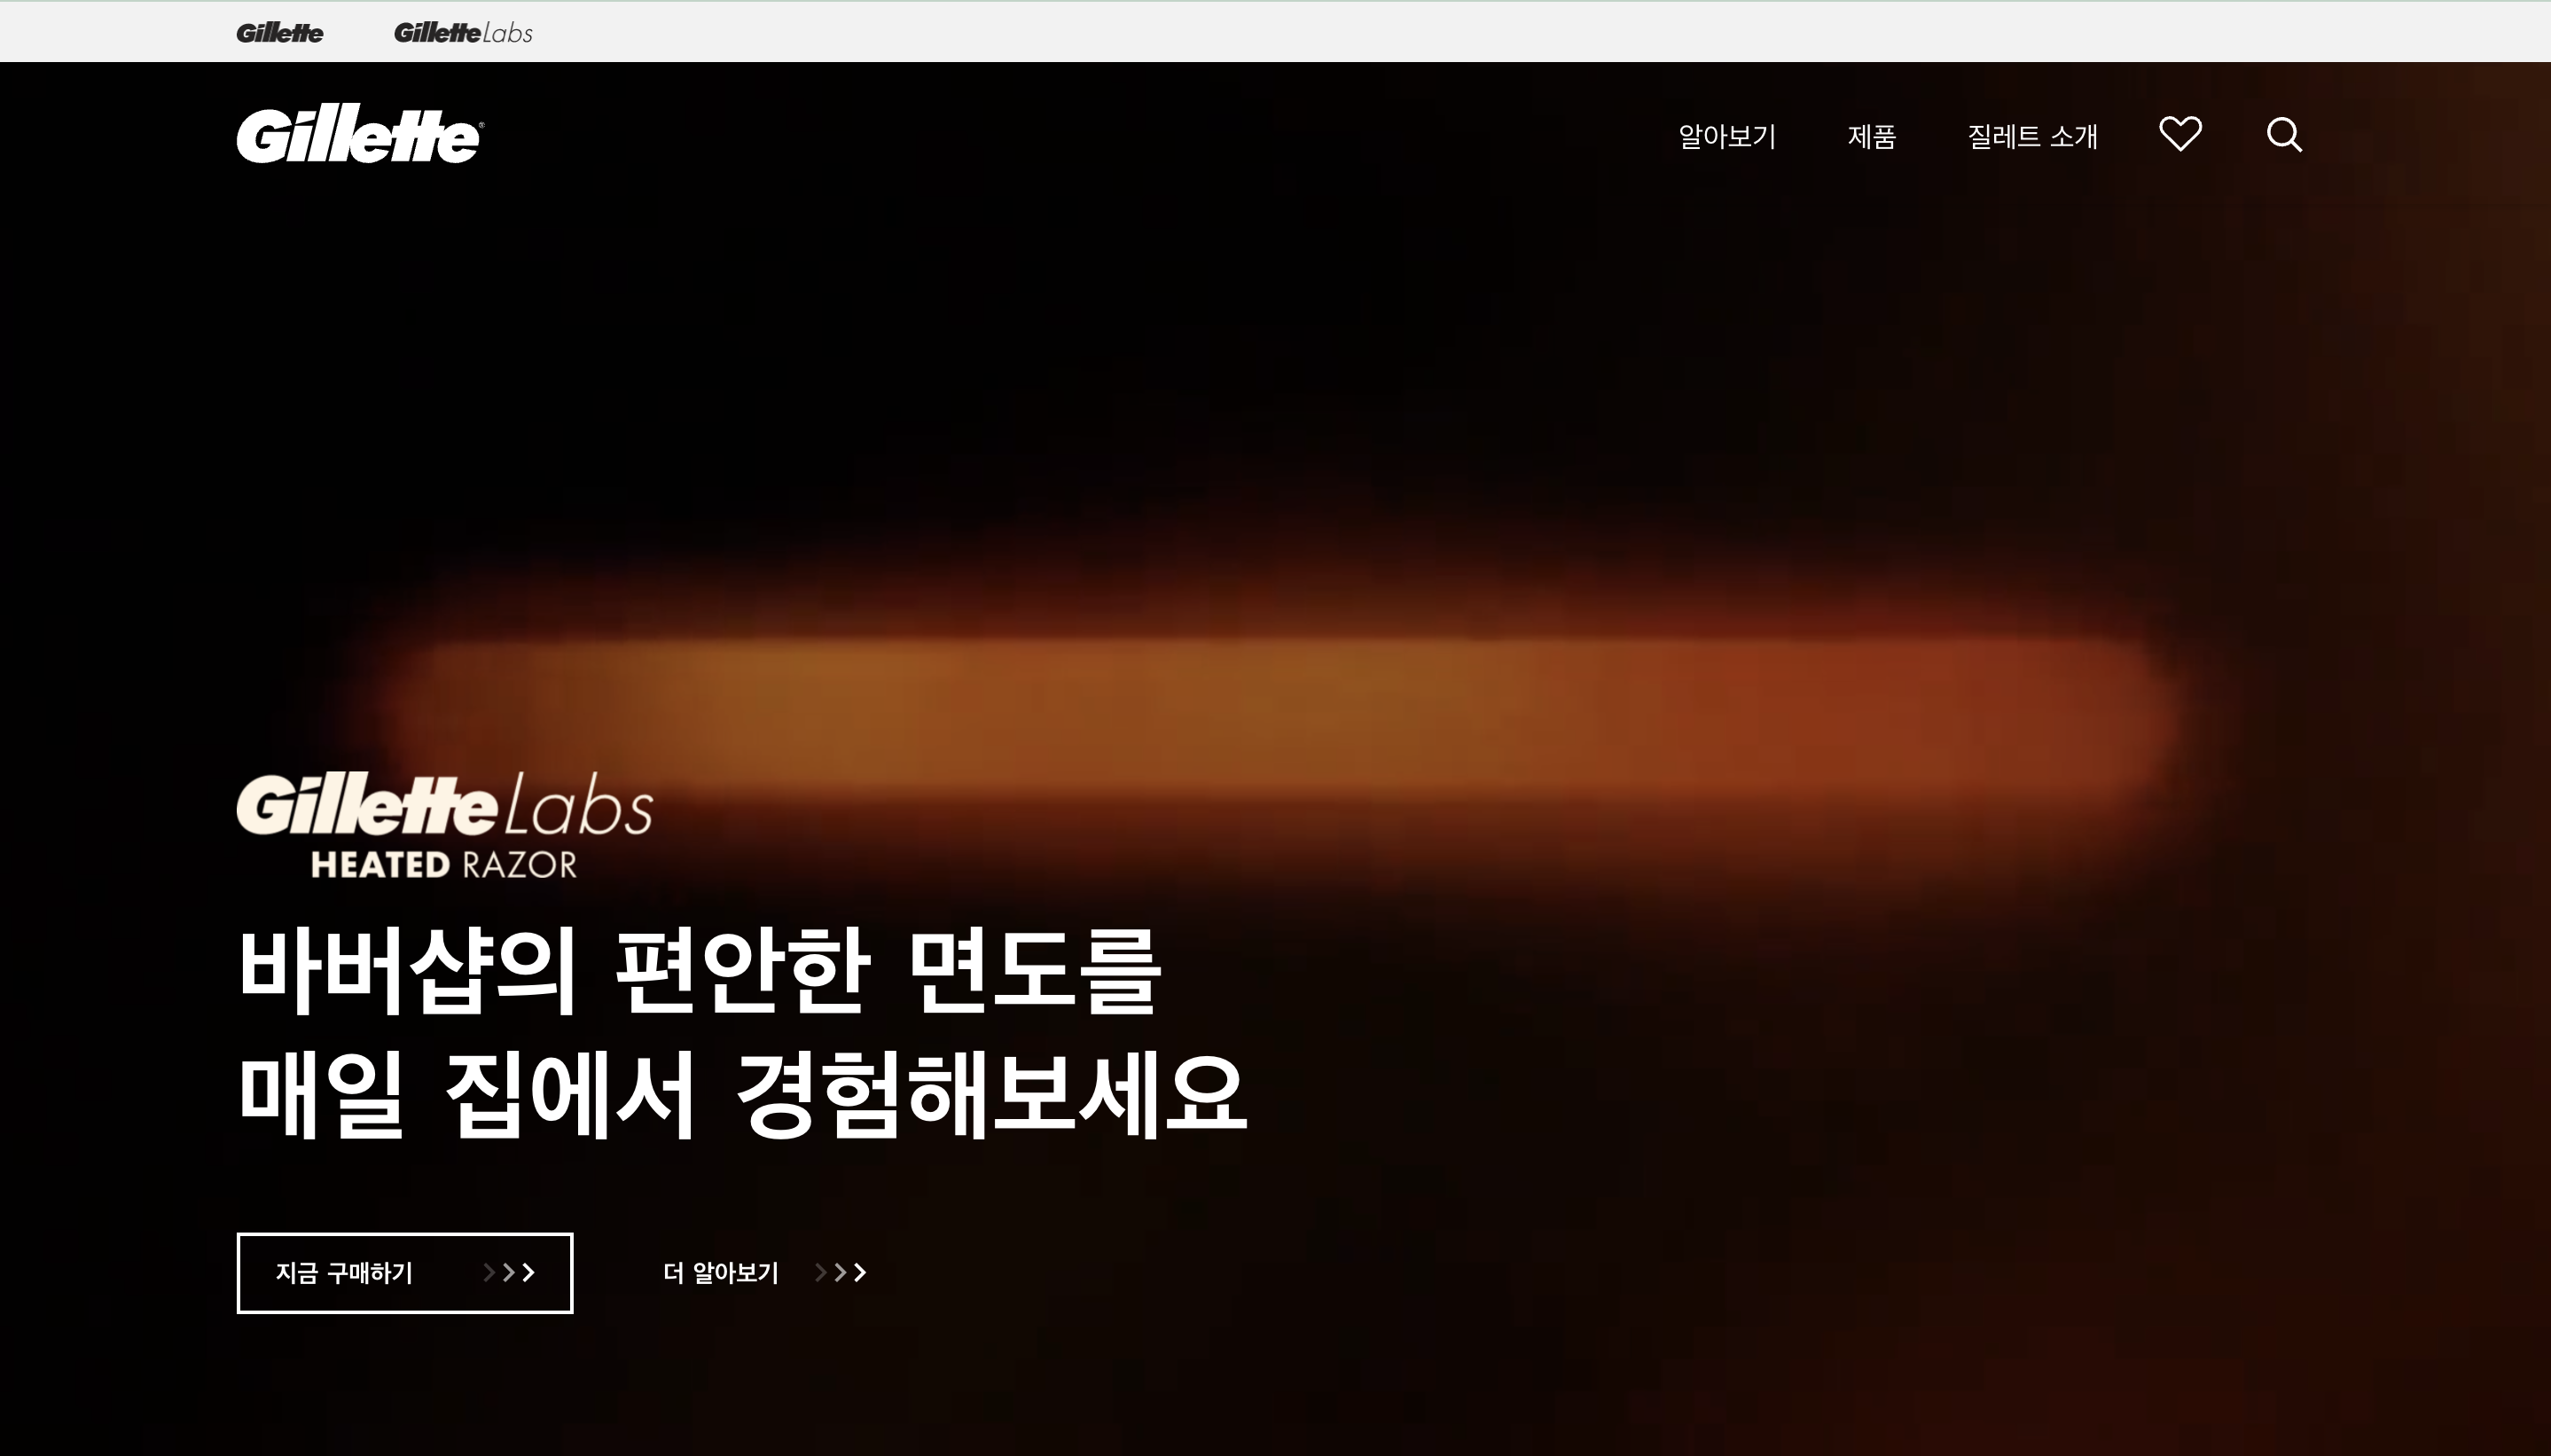 Gillette
GilletteLabs
Gillette®
알아보기
제품
질레트 소개
GilletteLabs
HEATED RAZOR
바버샵의 편안한 면도를
매일 집에서 경험해보세요
지금 구매하기
더 알아보기